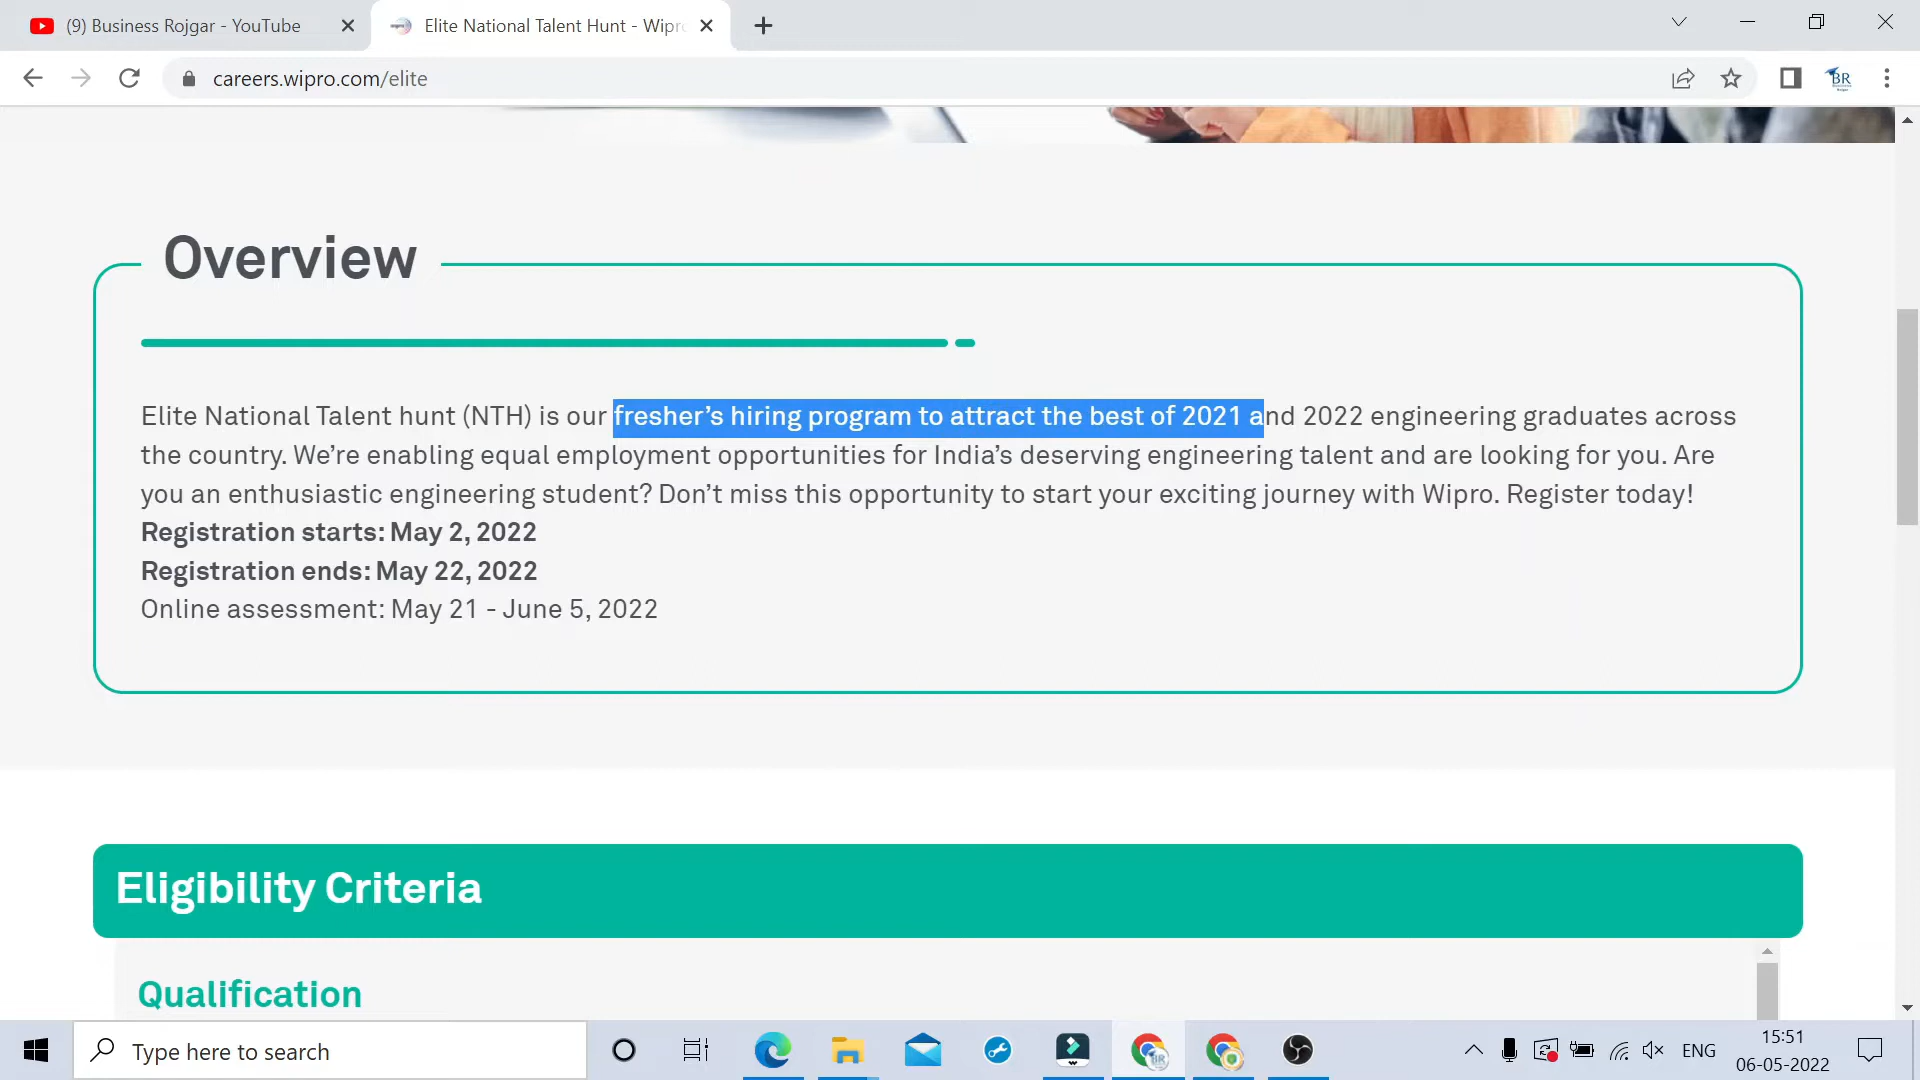 (9) Business Rojgar - YouTube
Elite National Talent Hunt - Wipr
careers.wipro.com/elite
BR
Overview
Elite National Talent hunt (NTH) is our fresher’s hiring program to attract the best of 2021 and 2022 engineering graduates across
the country. We’re enabling equal employment opportunities for India’s deserving engineering talent and are looking for you. Are
you an enthusiastic engineering student? Don’t miss this opportunity to start your exciting journey with Wipro. Register today!
Registration starts: May 2, 2022
Registration ends: May 22, 2022
Online assessment: May 21 - June 5, 2022
Eligibility Criteria
Qualification
Type here to search
ENG
15:51
06-05-2022